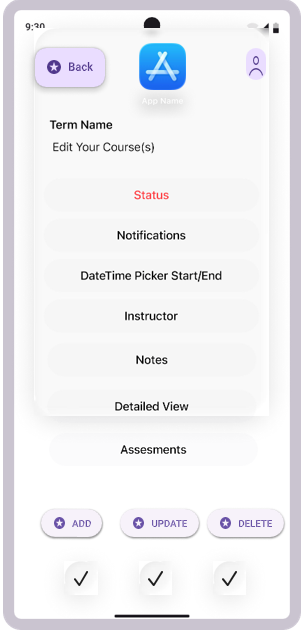 9:30
Back
App Name
Term Name
Edit Your Course(s)
Status
Notifications
DateTime Picker Start/End
Instructor
Notes
Detailed View
Assesments
ADD UPDATE DELETE